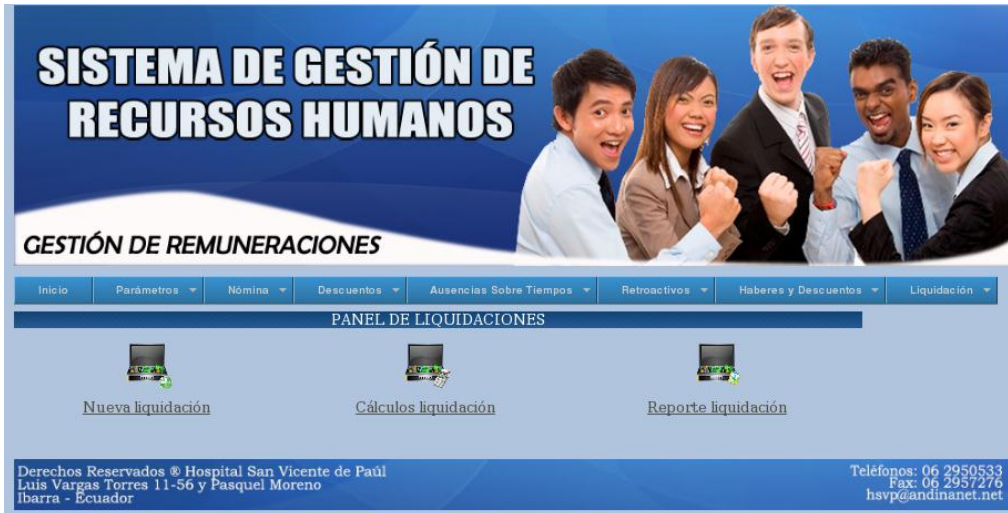 SISTEMA DE GESTIÓN DE
RECURSOS HUMANOS
GESTIÓN DE REMUNERACIONES
Inicio Parámetros Nómina Descuentos Ausencias Sobre Tiempos Retroactivos Haberes y Descuentos Liquidación
PANEL DE LIQUIDACIONES
Nueva liquidación Cálculos liquidación Reporte liquidación
Derechos Reservados ® Hospital San Vicente de Paúl
Luis Vargas Torres 11-56 y Pasquel Moreno
Ibarra - Ecuador
Teléfonos: 06 2950533
Fax: 06 2957276
hsvp@andinanet.net